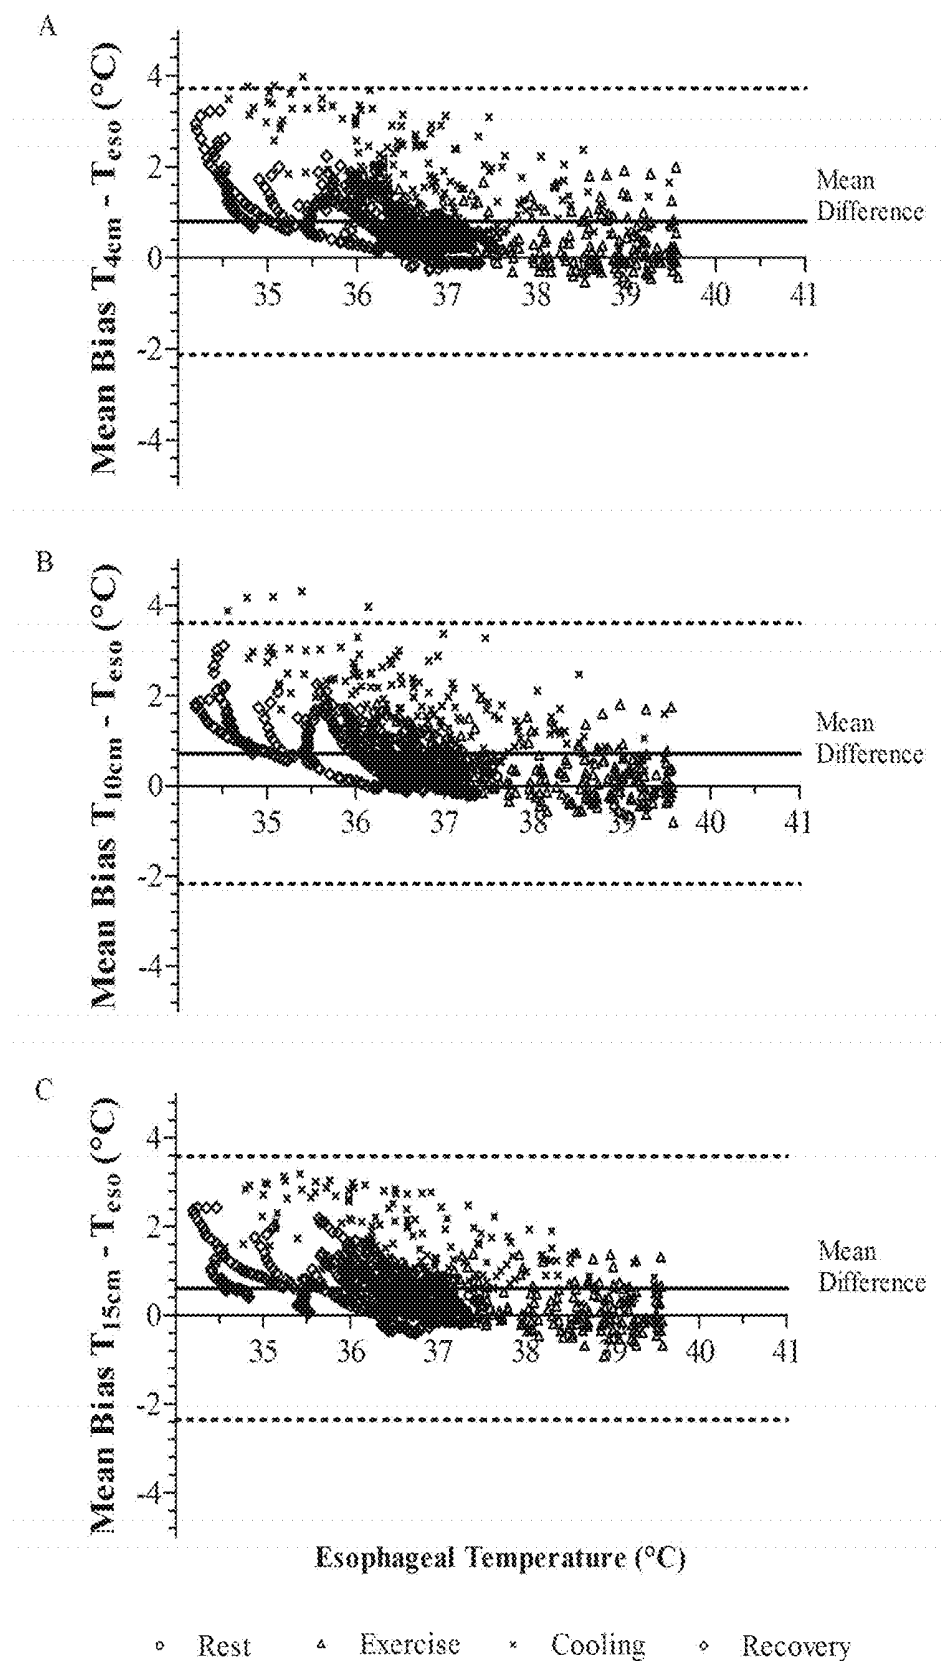 A
Mean Bias T4cm - Teso (°C)
4
2
0
-2
-4
35 36 37 38 39 40 41
Mean
Difference
B
Mean Bias T10cm - Teso (°C)
4
2
0
-2
-4
35 36 37 38 39 40 41
Mean
Difference
C
Mean Bias T15cm - Teso (°C)
4
2
0
-2
-4
35 36 37 38 39 40 41
Mean
Difference
Esophageal Temperature (°C)
Rest Exercise Cooling Recovery